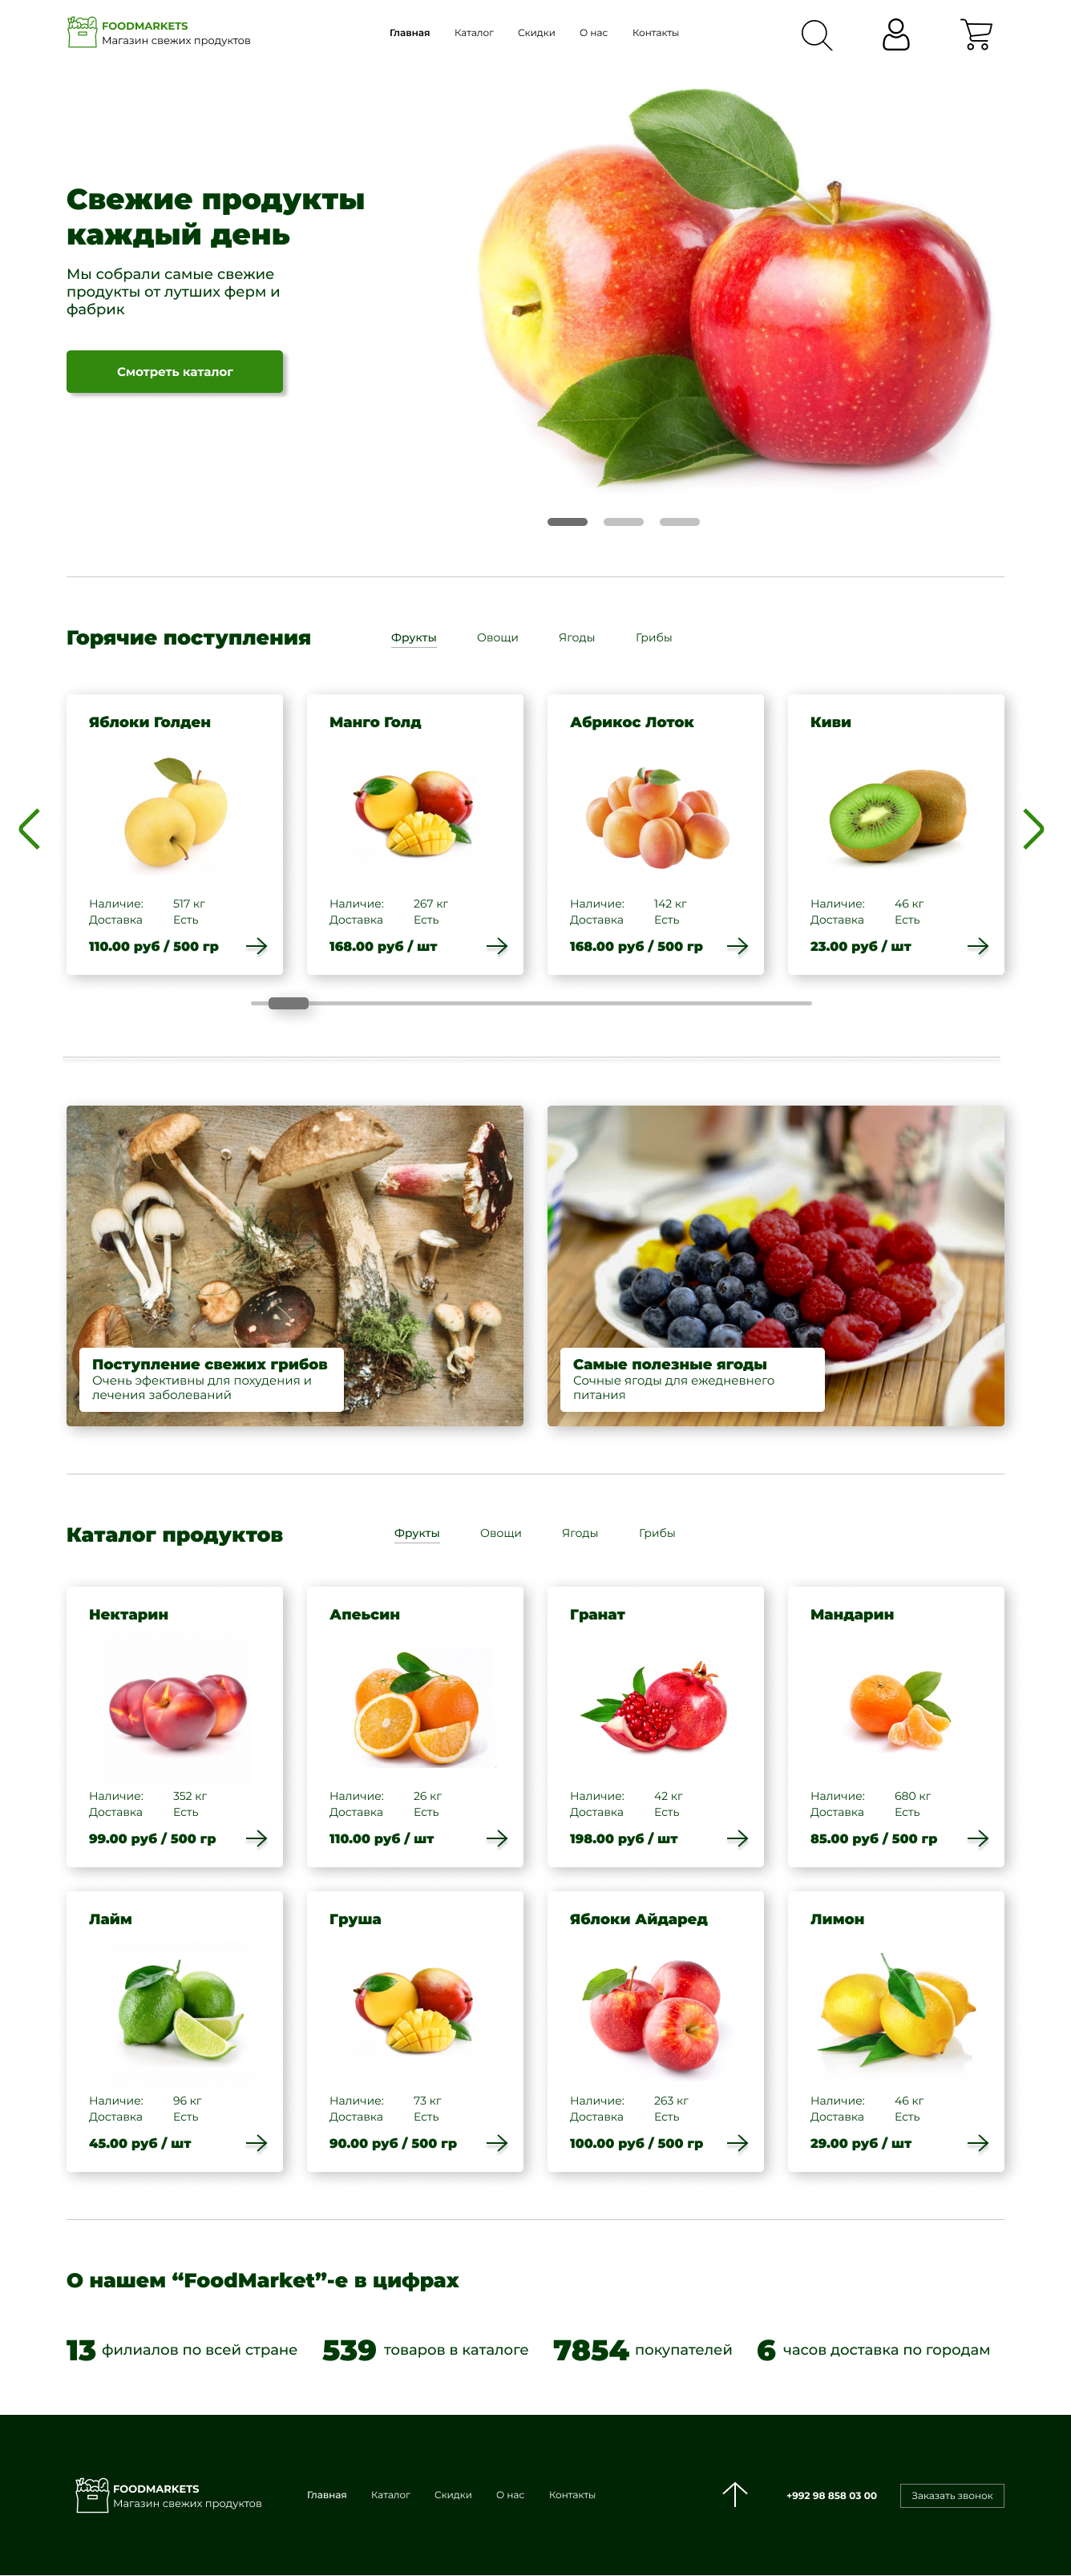 FOODMARKETS
Магазин свежих продуктов
Главная Каталог Скидки О нас Контакты
Свежие продукты
каждый день
Мы собрали самые свежие
продукты от лутших ферм и
фабрик
Смотреть каталог
Горячие поступления
Фрукты Овощи Ягоды Грибы
Яблоки Голден
Наличие: 517 кг
Доставка Есть
110.00 руб / 500 гр
Манго Голд
Наличие: 267 кг
Доставка Есть
168.00 руб / шт
Абрикос Лоток
Наличие: 142 кг
Доставка Есть
168.00 руб / 500 гр
Киви
Наличие: 46 кг
Доставка Есть
23.00 руб / шт
Поступление свежих грибов
Очень эфективны для похудения и
лечения заболеваний
Самые полезные ягоды
Сочные ягоды для ежедневнего
питания
Каталог продуктов
Фрукты Овощи Ягоды Грибы
Нектарин
Наличие: 352 кг
Доставка Есть
99.00 руб / 500 гр
Апеьсин
Наличие: 26 кг
Доставка Есть
110.00 руб / шт
Гранат
Наличие: 42 кг
Доставка Есть
198.00 руб / шт
Мандарин
Наличие: 680 кг
Доставка Есть
85.00 руб / 500 гр
Лайм
Наличие: 96 кг
Доставка Есть
45.00 руб / шт
Груша
Наличие: 73 кг
Доставка Есть
90.00 руб / 500 гр
Яблоки Айдаред
Наличие: 263 кг
Доставка Есть
100.00 руб / 500 гр
Лимон
Наличие: 46 кг
Доставка Есть
29.00 руб / шт
О нашем “FoodMarket”-е в цифрах
13 филиалов по всей стране
539 товаров в каталоге
7854 покупателей
6 часов доставка по городам
FOODMARKETS
Магазин свежих продуктов
Главная Каталог Скидки О нас Контакты
+992 98 858 03 00
Заказать звонок